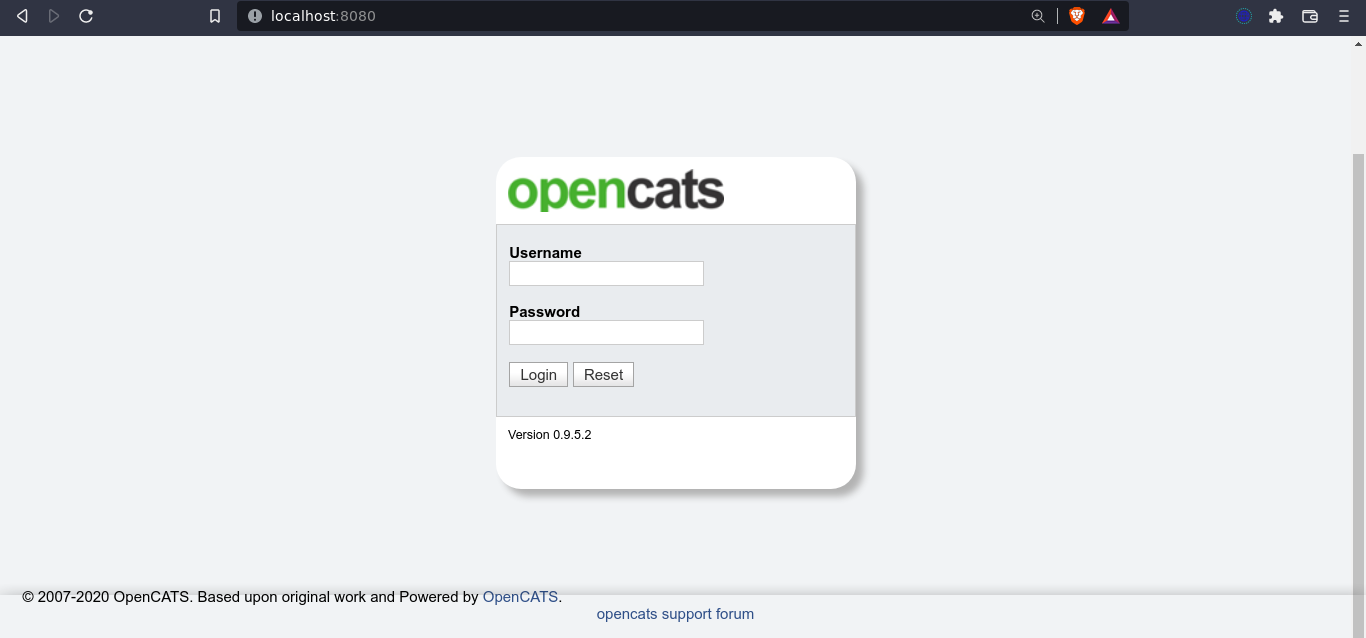 localhost:8080
opencats
Username
Password
Login Reset
Version 0.9.5.2
© 2007-2020 OpenCATS. Based upon original work and Powered by OpenCATS.
opencats support forum